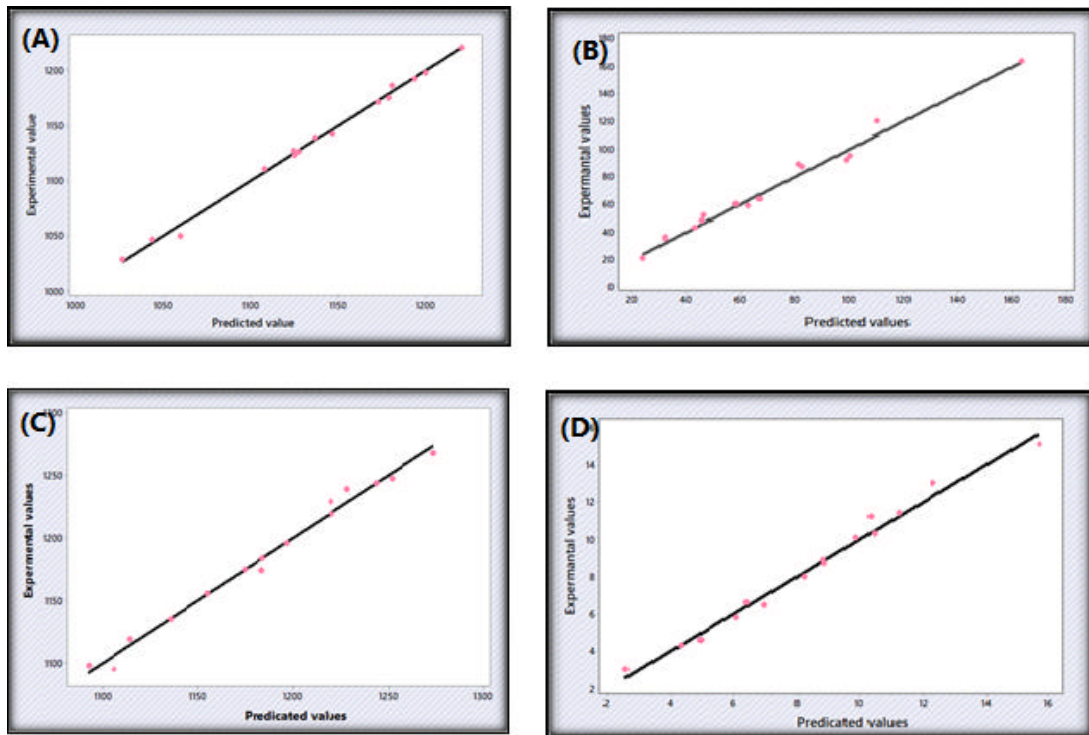 (A)
Experimental value
1200
1150
1100
1050
1000
1000 1050 1100 1150 1200
Predicted value
(B)
Expermantal values
180
160
140
120
100
80
60
40
20
0
20 40 60 80 100 120 140 160 180
Predicted values
(C)
Expermental values
1300
1250
1200
1150
1100
1100 1150 1200 1250 1300
Predicated values
(D)
Expermantal values
14
12
10
8
6
4
2
.2 4 6 8 10 12 14 16
Predicated values